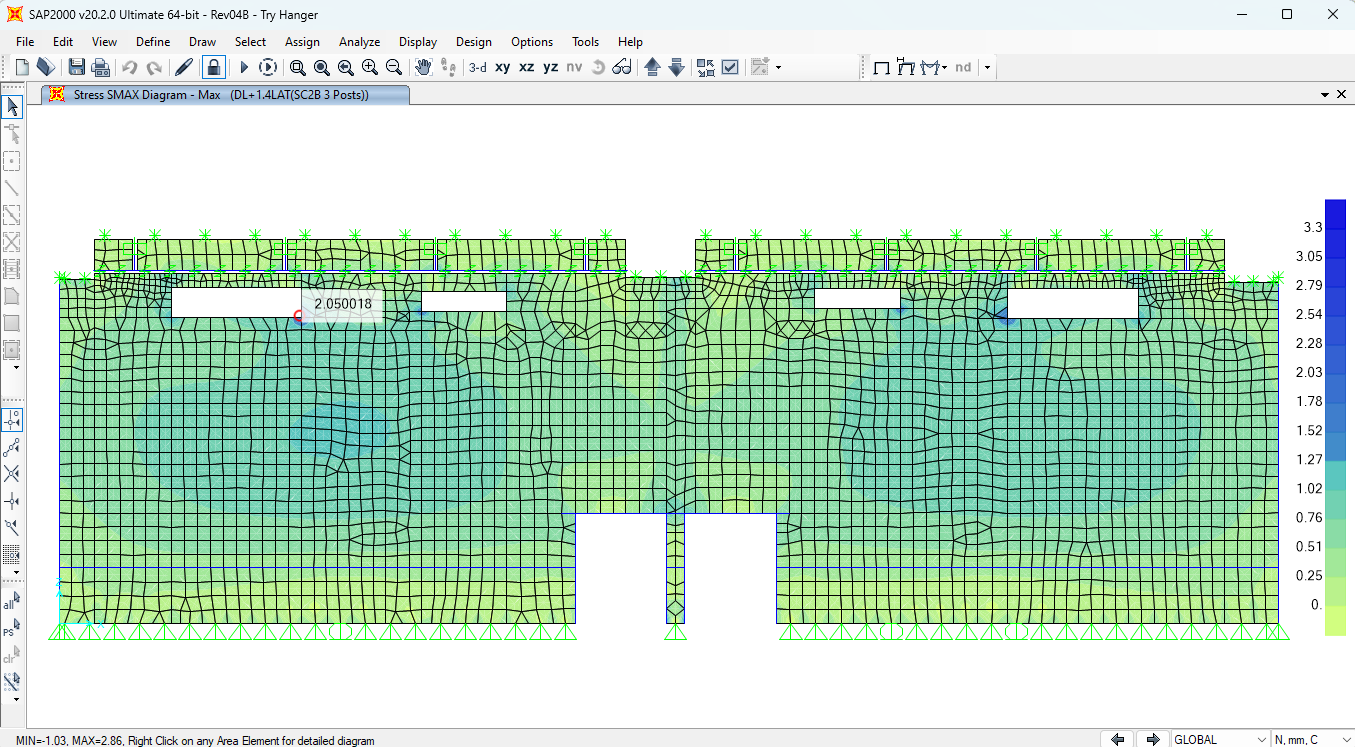 SAP2000 v20.2.0 Ultimate 64-bit - Rev04B - Try Hanger
File Edit View Define Draw Select Assign Analyze Display Design Options Tools Help
3-d xy xz yz nv nd
Stress SMAX Diagram - Max (DL+1.4LAT(SC2B 3 Posts))
2.050018
3.3
3.05
2.79
2.54
2.28
2.03
1.78
1.52
1.27
1.02
0.76
0.51
0.25
0.
Z
X
all
PS
clr
MIN=-1.03, MAX=2.86, Right Click on any Area Element for detailed diagram
GLOBAL
N, mm, C